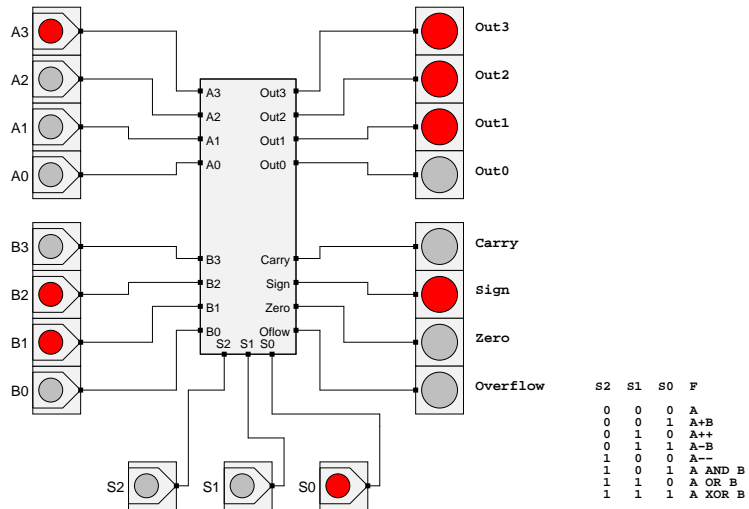 A3
A2
A1
A0
B3
B2
B1
B0
A3
A2
A1
A0
B3
B2
B1
B0
Out3
Out2
Out1
Out0
Carry
Sign
Zero
Oflow
S2 S1 S0
Out3
Out2
Out1
Out0
Carry
Sign
Zero
Overflow
S2
S1
S0
S2 S1 S0 F
0 0 0 A
0 0 1 A+B
0 1 0 A++
0 1 1 A-B
1 0 0 A--
1 0 1 A AND B
1 1 0 A OR B
1 1 1 A XOR B